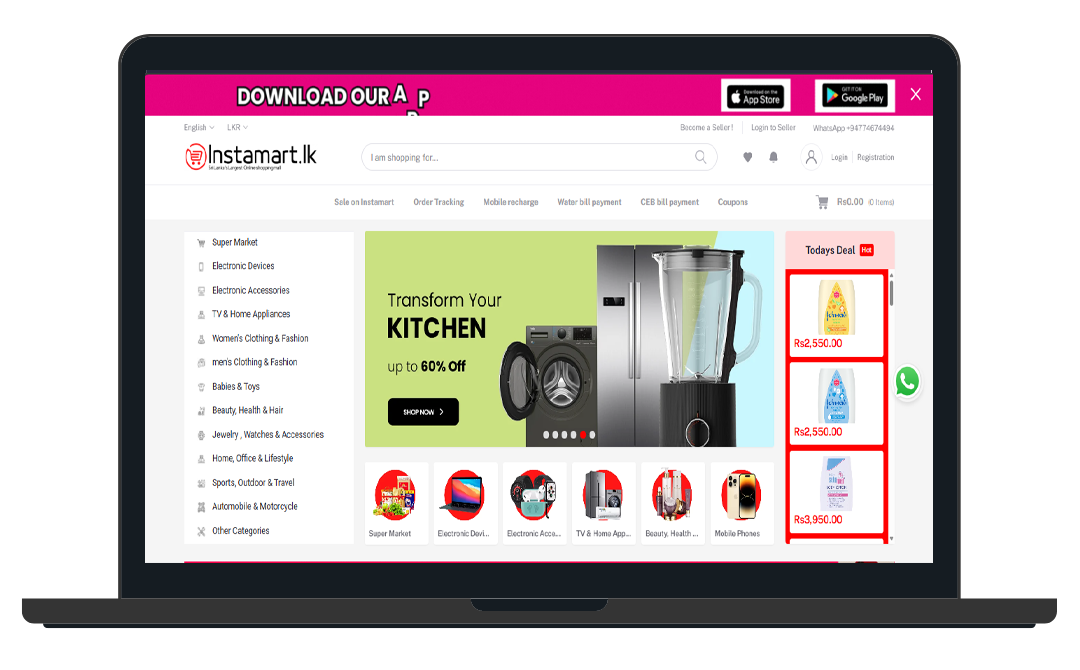 DOWNLOAD OUR APP
Download on the
App Store
GET IT ON
Google Play
English
LKR
Become a Seller!
Login to Seller
WhatsApp +94774674494
Instamart.lk
Sri Lanka's Largest Online shopping mall
I am shopping for...
Login
Registration
Sale on Instamart
Order Tracking
Mobile recharge
Water bill payment
CEB bill payment
Coupons
Rs0.00
(0 Items)
Super Market
Electronic Devices
Electronic Accessories
TV & Home Appliances
Women's Clothing & Fashion
men's Clothing & Fashion
Babies & Toys
Beauty, Health & Hair
Jewelry , Watches & Accessories
Home, Office & Lifestyle
Sports, Outdoor & Travel
Automobile & Motorcycle
Other Categories
Transform Your
KITCHEN
up to 60% Off
SHOP NOW
Todays Deal Hot
Rs2,550.00
Rs2,550.00
Rs3,950.00
Super Market
Electronic Devi...
Electronic Acce...
TV & Home App...
Beauty, Health ...
Mobile Phones